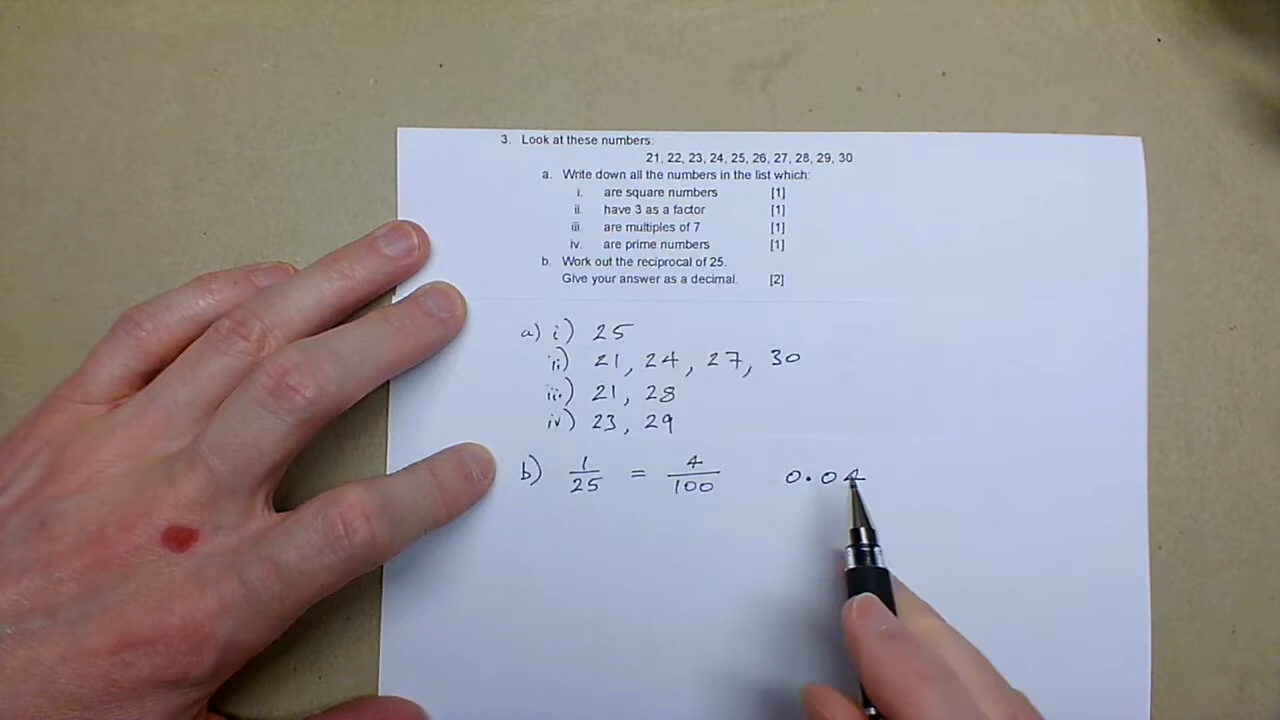 3. Look at these numbers:
21, 22, 23, 24, 25, 26, 27, 28, 29, 30
a. Write down all the numbers in the list which:
i. are square numbers [1]
ii. have 3 as a factor [1]
iii. are multiples of 7 [1]
iv. are prime numbers [1]
b. Work out the reciprocal of 25.
Give your answer as a decimal. [2]
a) i) 25
ii) 21, 24, 27, 30
iii) 21, 28
iv) 23, 29
b) 1/25 = 4/100 0.04